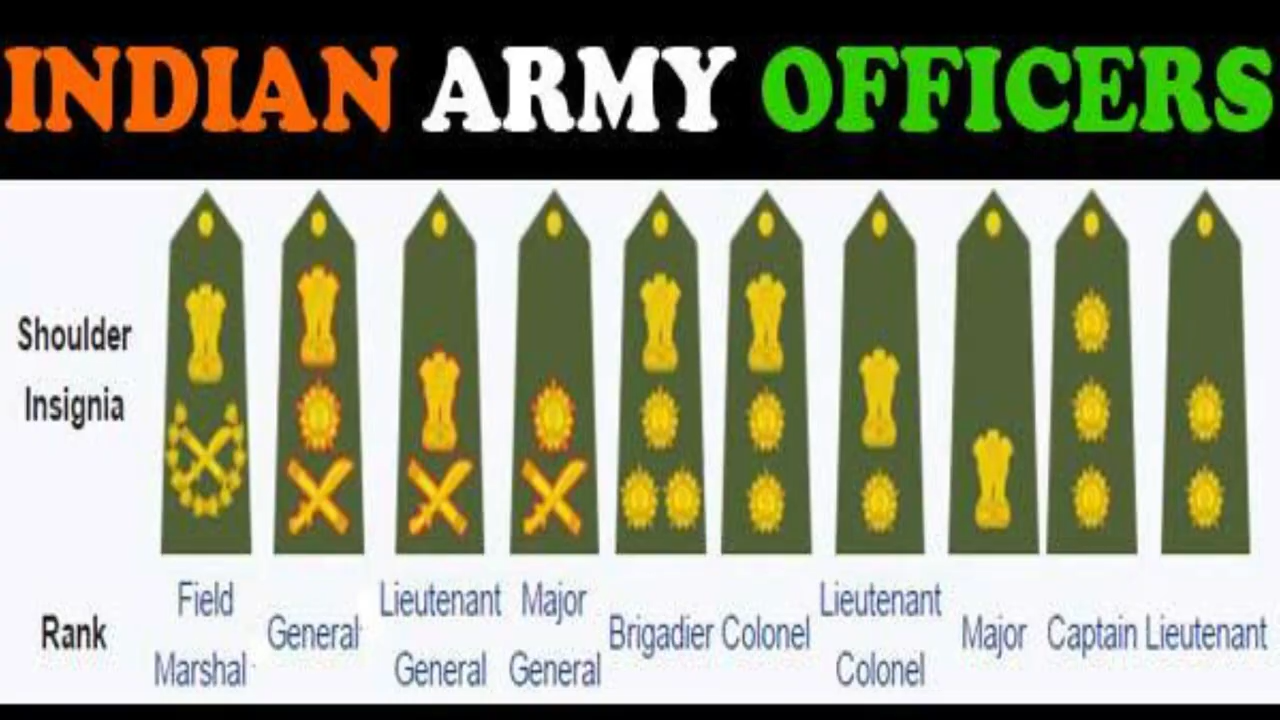 INDIAN ARMY OFFICERS
Shoulder
Insignia
Rank
Field
Marshal
General
Lieutenant
General
Major
General
Brigadier
Colonel
Lieutenant
Colonel
Major
Captain
Lieutenant